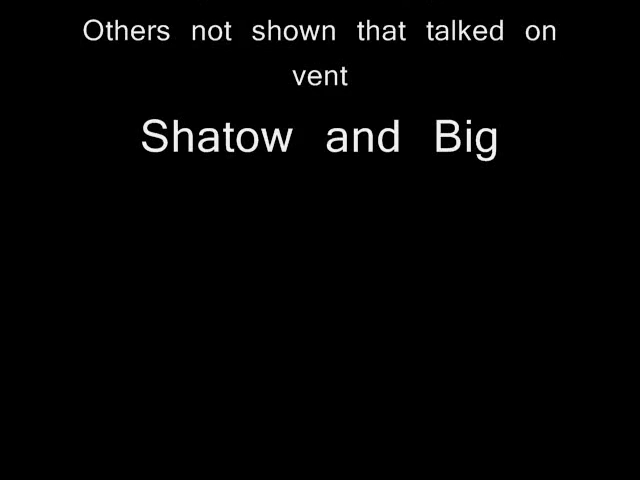 Others not shown that talked on
vent
Shatow and Big